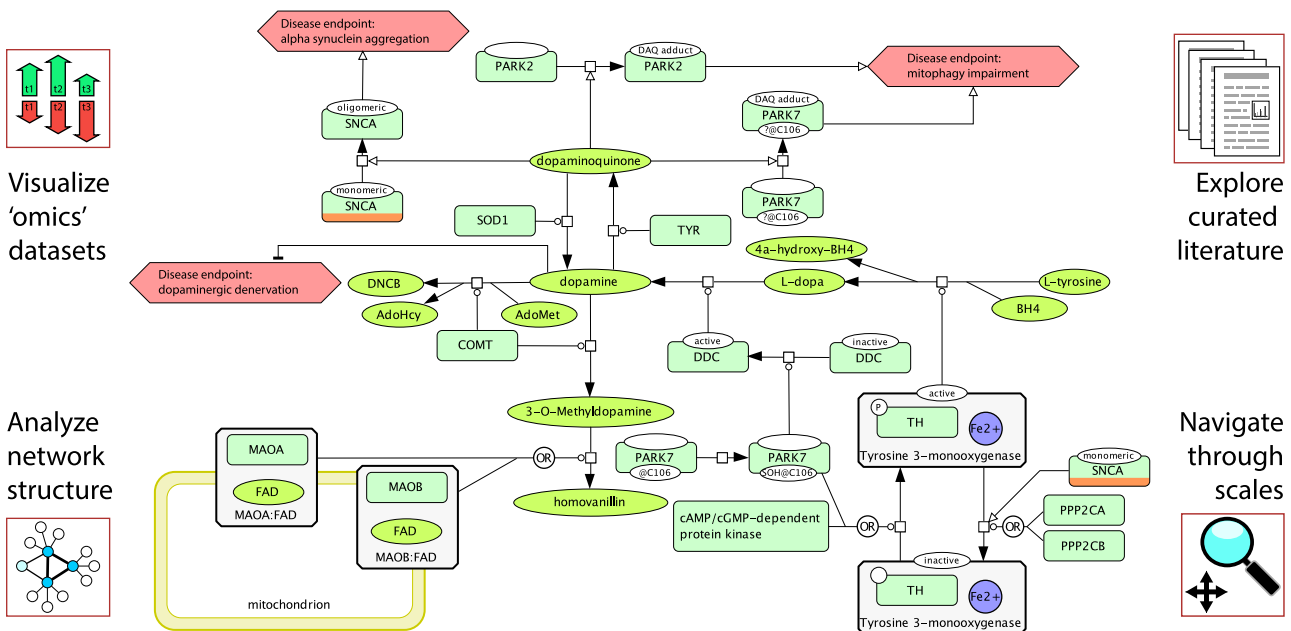 Disease endpoint:
alpha synuclein aggregation
PARK2
DAQ adduct
PARK2
Disease endpoint:
mitophagy impairment
t1
t2
t3
t1
t2
t3
oligomeric
SNCA
DAQ adduct
PARK7
?@C106
Visualize
'omics'
datasets
Explore
curated
literature
dopaminoquinone
monomeric
SNCA
PARK7
?@C106
SOD1
TYR
4a-hydroxy-BH4
Disease endpoint:
dopaminergic denervation
DNCB
dopamine
L-dopa
L-tyrosine
AdoHcy
AdoMet
BH4
COMT
active
DDC
inactive
DDC
active
P
TH
Fe2+
Tyrosine 3-monooxygenase
3-O-Methyldopamine
Analyze
network
structure
Navigate
through
scales
MAOA
FAD
MAOA:FAD
MAOB
FAD
MAOB:FAD
mitochondrion
OR
PARK7
@C106
PARK7
SOH@C106
homovanillin
monomeric
SNCA
cAMP/cGMP-dependent
protein kinase
OR
OR
PPP2CA
PPP2CB
inactive
TH
Fe2+
Tyrosine 3-monooxygenase